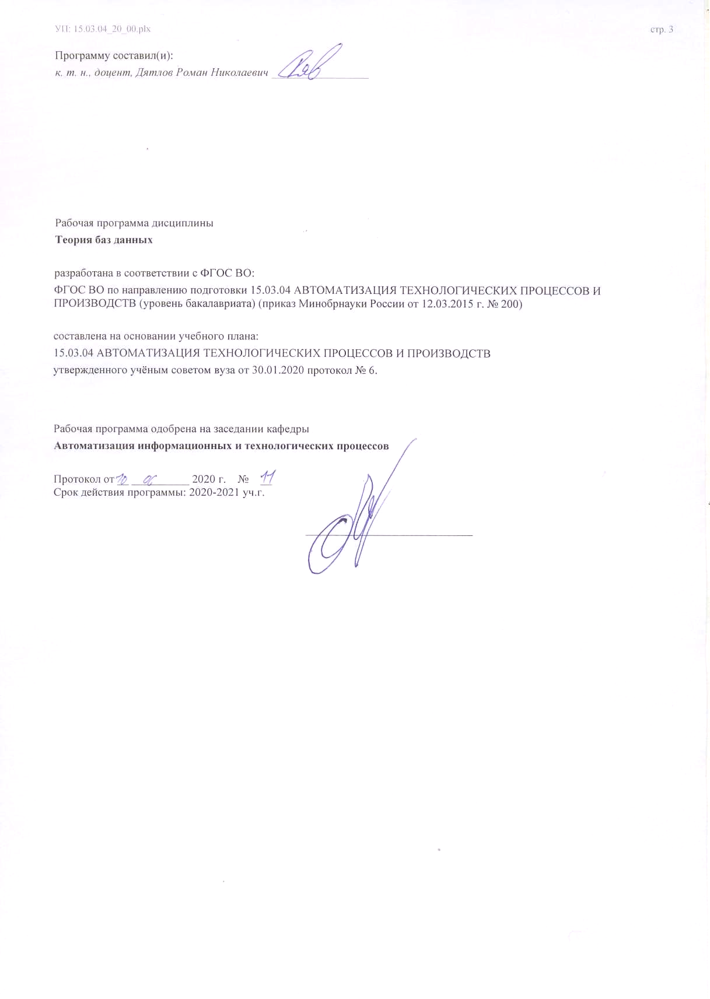 УП: 15.03.04_20_00.plx стр. 3
Программу составил(и):
к. т. н., доцент, Дятлов Роман Николаевич
Рабочая программа дисциплины
Теория баз данных
разработана в соответствии с ФГОС ВО:
ФГОС ВО по направлению подготовки 15.03.04 АВТОМАТИЗАЦИЯ ТЕХНОЛОГИЧЕСКИХ ПРОЦЕССОВ И
ПРОИЗВОДСТВ (уровень бакалавриата) (приказ Минобрнауки России от 12.03.2015 г. № 200)
составлена на основании учебного плана:
15.03.04 АВТОМАТИЗАЦИЯ ТЕХНОЛОГИЧЕСКИХ ПРОЦЕССОВ И ПРОИЗВОДСТВ
утвержденного учёным советом вуза от 30.01.2020 протокол № 6.
Рабочая программа одобрена на заседании кафедры
Автоматизация информационных и технологических процессов
Протокол от 10 06 2020 г. № 11
Срок действия программы: 2020-2021 уч.г.